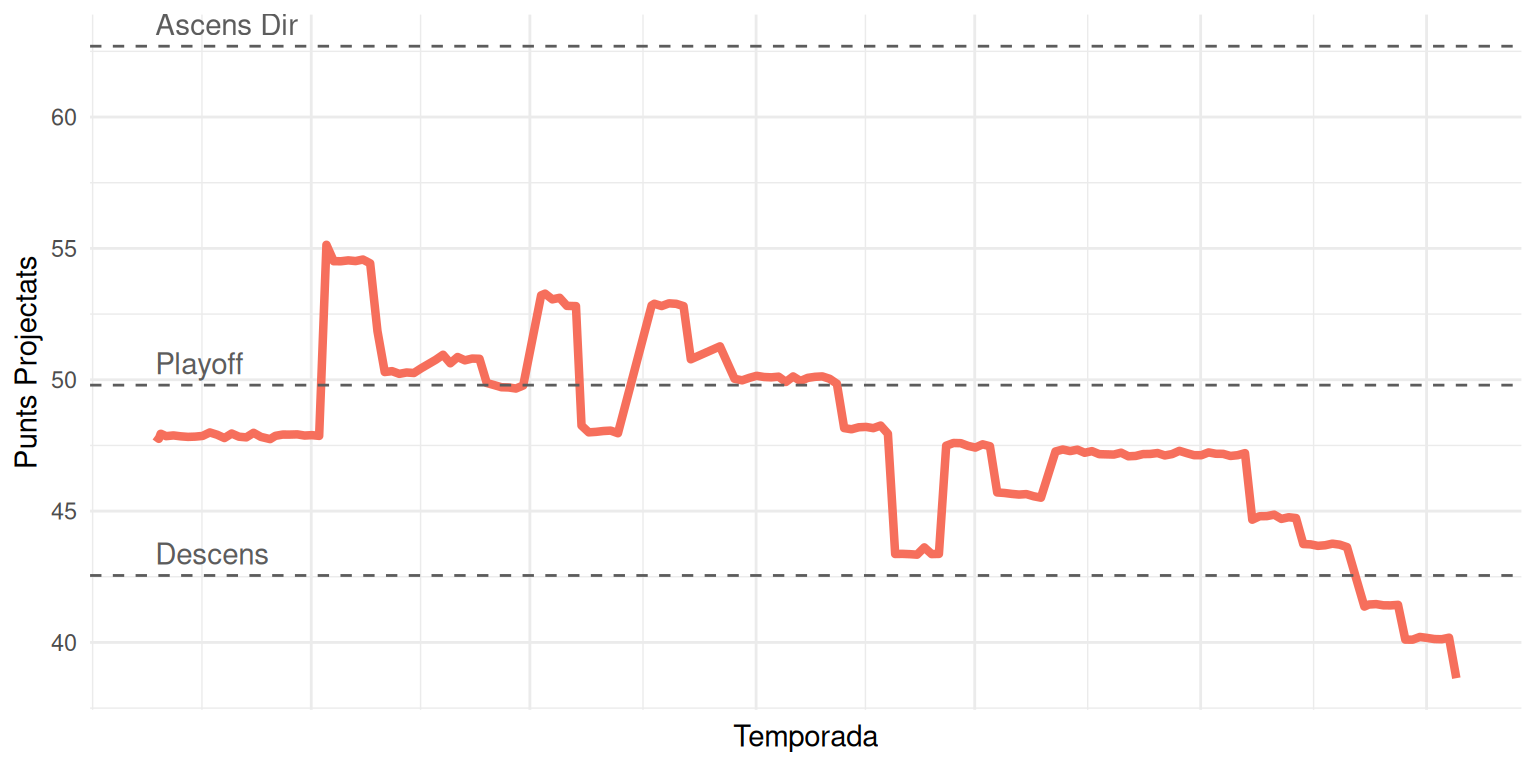 Ascens Dir
60
55
Playoff
50
45
Descens
40
Punts Projectats
Temporada